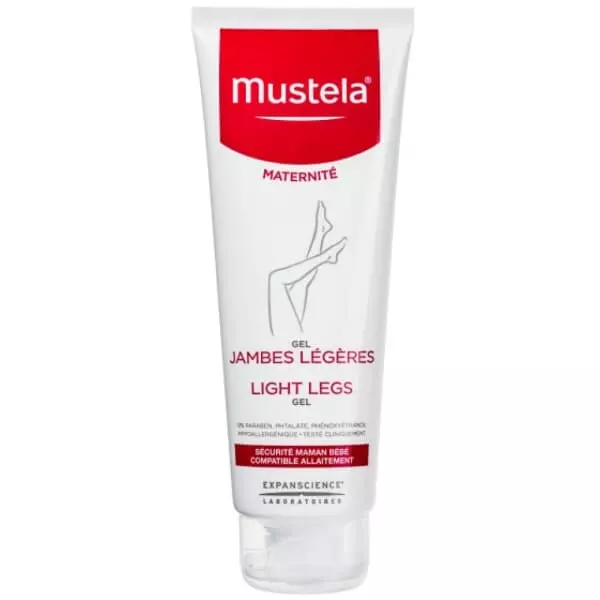 mustela®
MATERNITÉ
GEL
JAMBES LÉGÈRES
LIGHT LEGS
GEL
0% PARABEN, PHTALATE, PHÉNOXYÉTHANOL
HYPOALLERGÉNIQUE • TESTÉ CLINIQUEMENT
SÉCURITÉ MAMAN BÉBÉ
COMPATIBLE ALLAITEMENT
EXPANSCIENCE®
LABORATOIRES